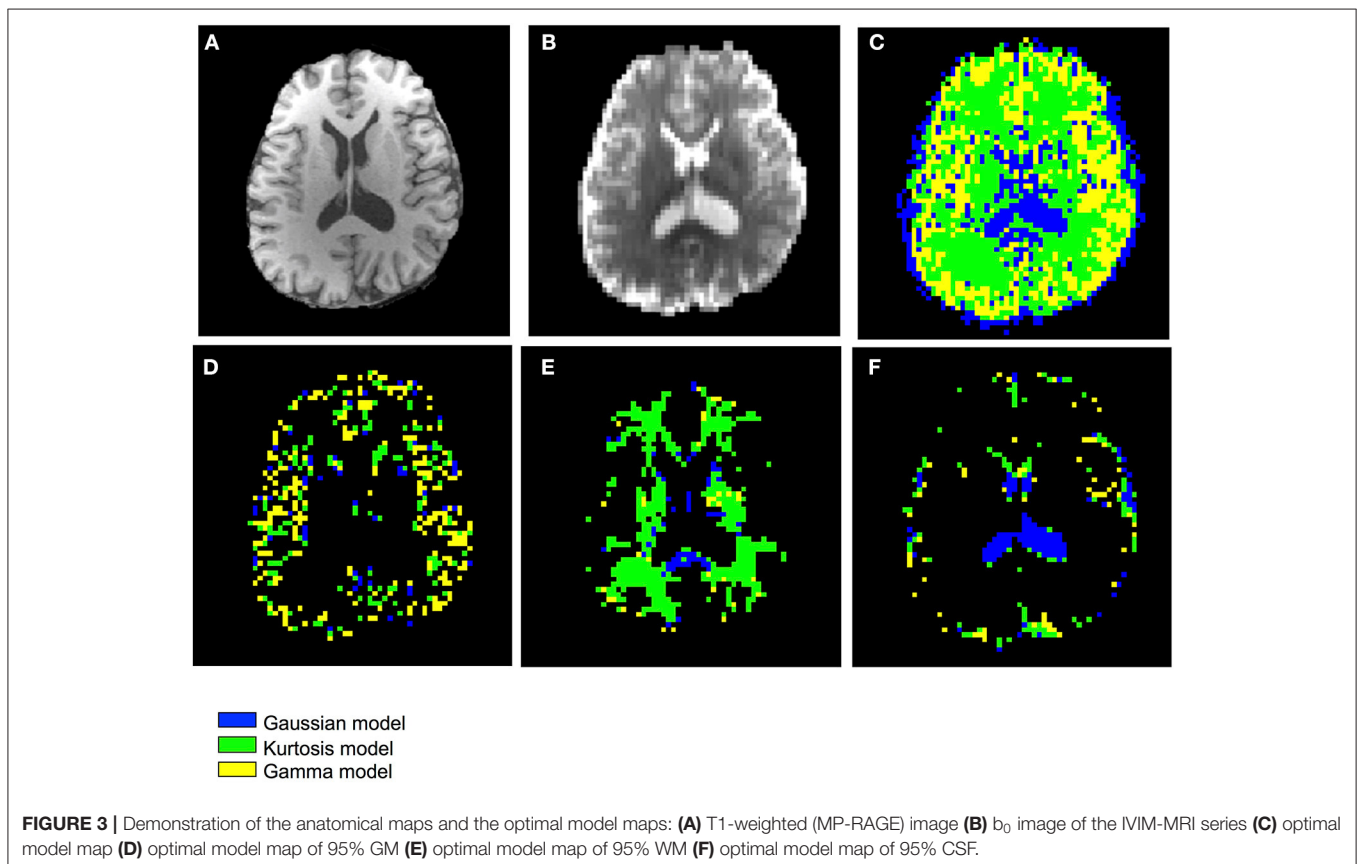 A
B
C
D
E
F
Gaussian model
Kurtosis model
Gamma model
FIGURE 3 | Demonstration of the anatomical maps and the optimal model maps: (A) T1-weighted (MP-RAGE) image (B) b₀ image of the IVIM-MRI series (C) optimal
model map (D) optimal model map of 95% GM (E) optimal model map of 95% WM (F) optimal model map of 95% CSF.